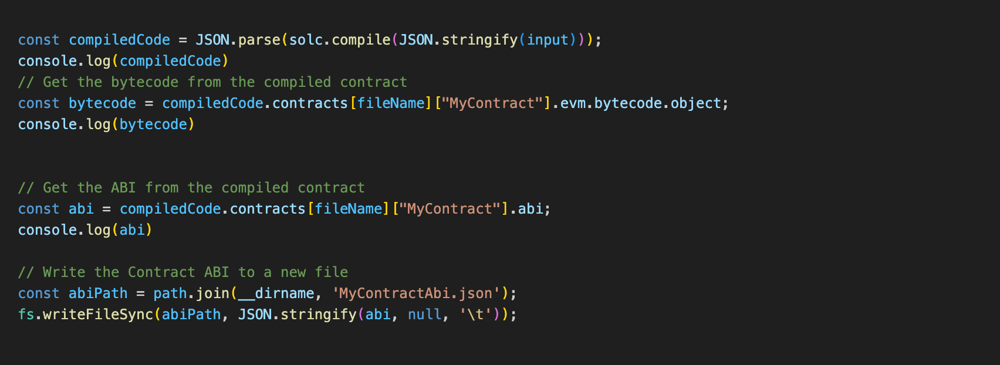 const compiledCode = JSON.parse(solc.compile(JSON.stringify(input)));
console.log(compiledCode)
// Get the bytecode from the compiled contract
const bytecode = compiledCode.contracts[fileName]["MyContract"].evm.bytecode.object;
console.log(bytecode)
// Get the ABI from the compiled contract
const abi = compiledCode.contracts[fileName]["MyContract"].abi;
console.log(abi)
// Write the Contract ABI to a new file
const abiPath = path.join(__dirname, 'MyContractAbi.json');
fs.writeFileSync(abiPath, JSON.stringify(abi, null, '\t'));